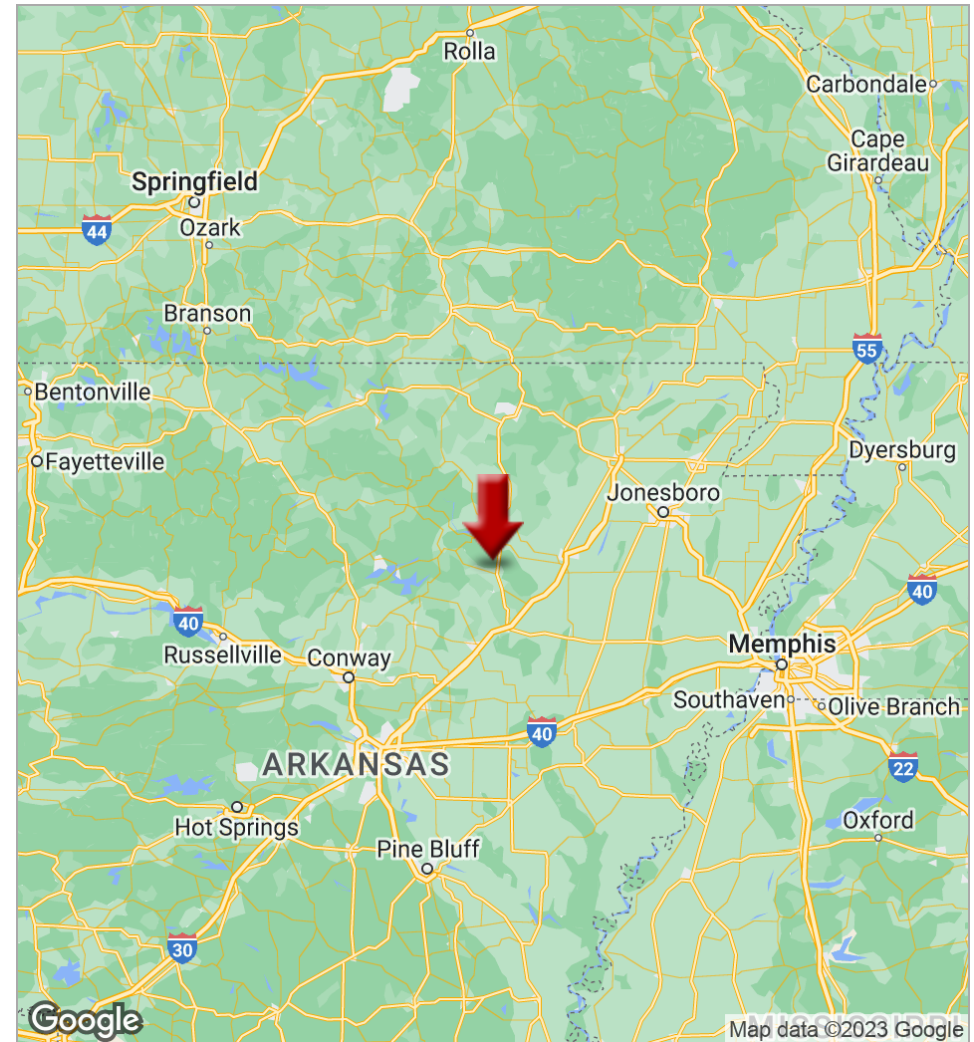 Rolla
Carbondale
Cape
Girardeau
Springfield
44
Ozark
Branson
55
Bentonville
Fayetteville
Dyersburg
Jonesboro
40
40
Russellville
Conway
Memphis
Southaven
Olive Branch
40
ARKANSAS
22
Hot Springs
Oxford
Pine Bluff
30
Google
MISSISSIPPI
Map data ©2023 Google